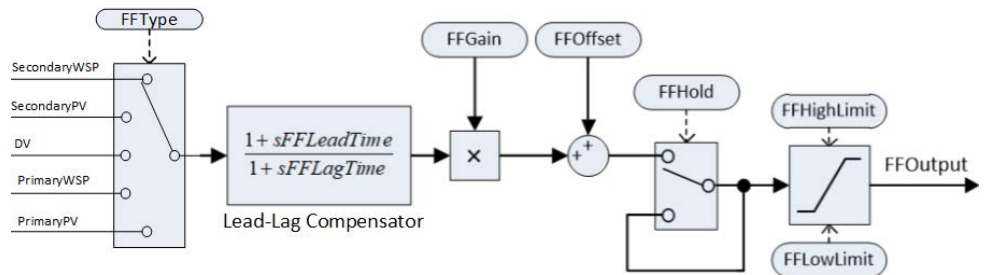 FFType
FFGain
FFOffset
SecondaryWSP
SecondaryPV
DV
PrimaryWSP
PrimaryPV
1 + sFFLeadTime
1 + sFFLagTime
Lead-Lag Compensator
×
+ +
FFHold
FFHighLimit
FFOutput
FFLowLimit